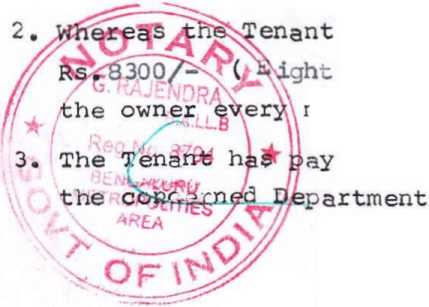 2. Whereas the Tenant
Rs.8300/- ( Eight
the owner every
3. The Tenant has pay
the concerned Department
NOTARY
G. RAJENDRA
LLB
Reg.No. 8704
BENGALURU
AREA
GOVT. OF INDIA